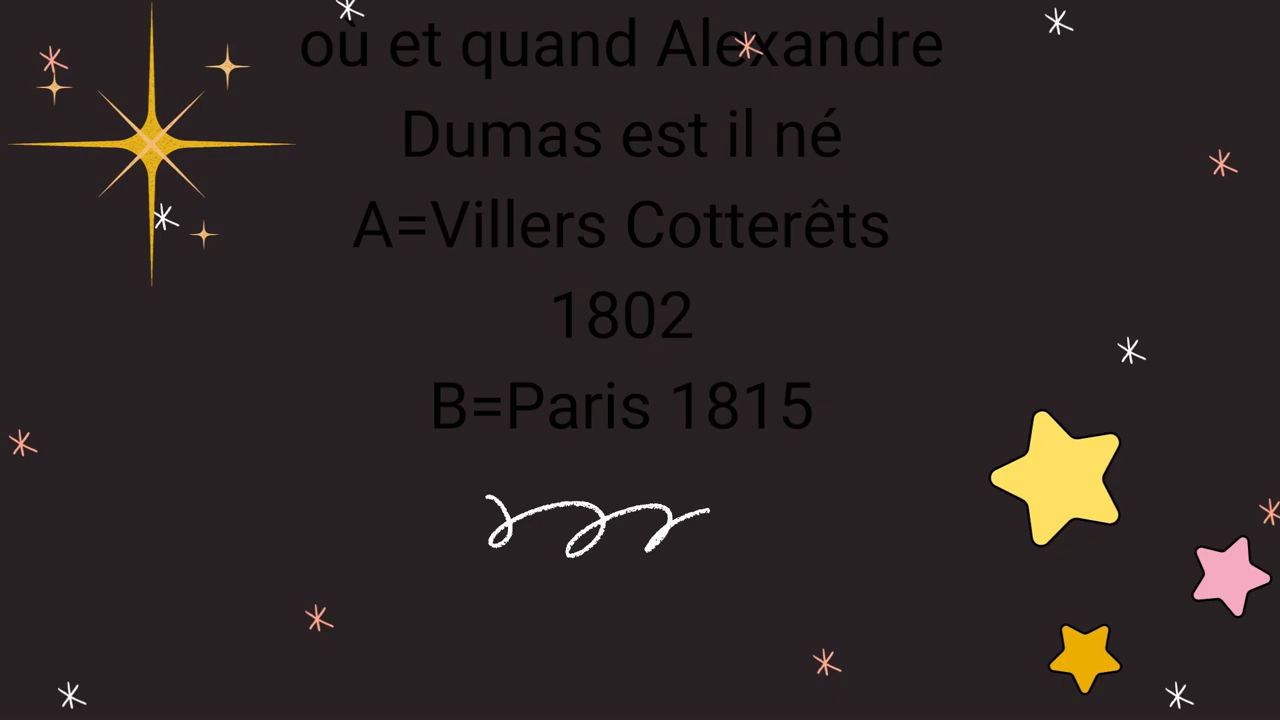 où et quand Alexandre
Dumas est il né
A=Villers Cotterêts
1802
B=Paris 1815